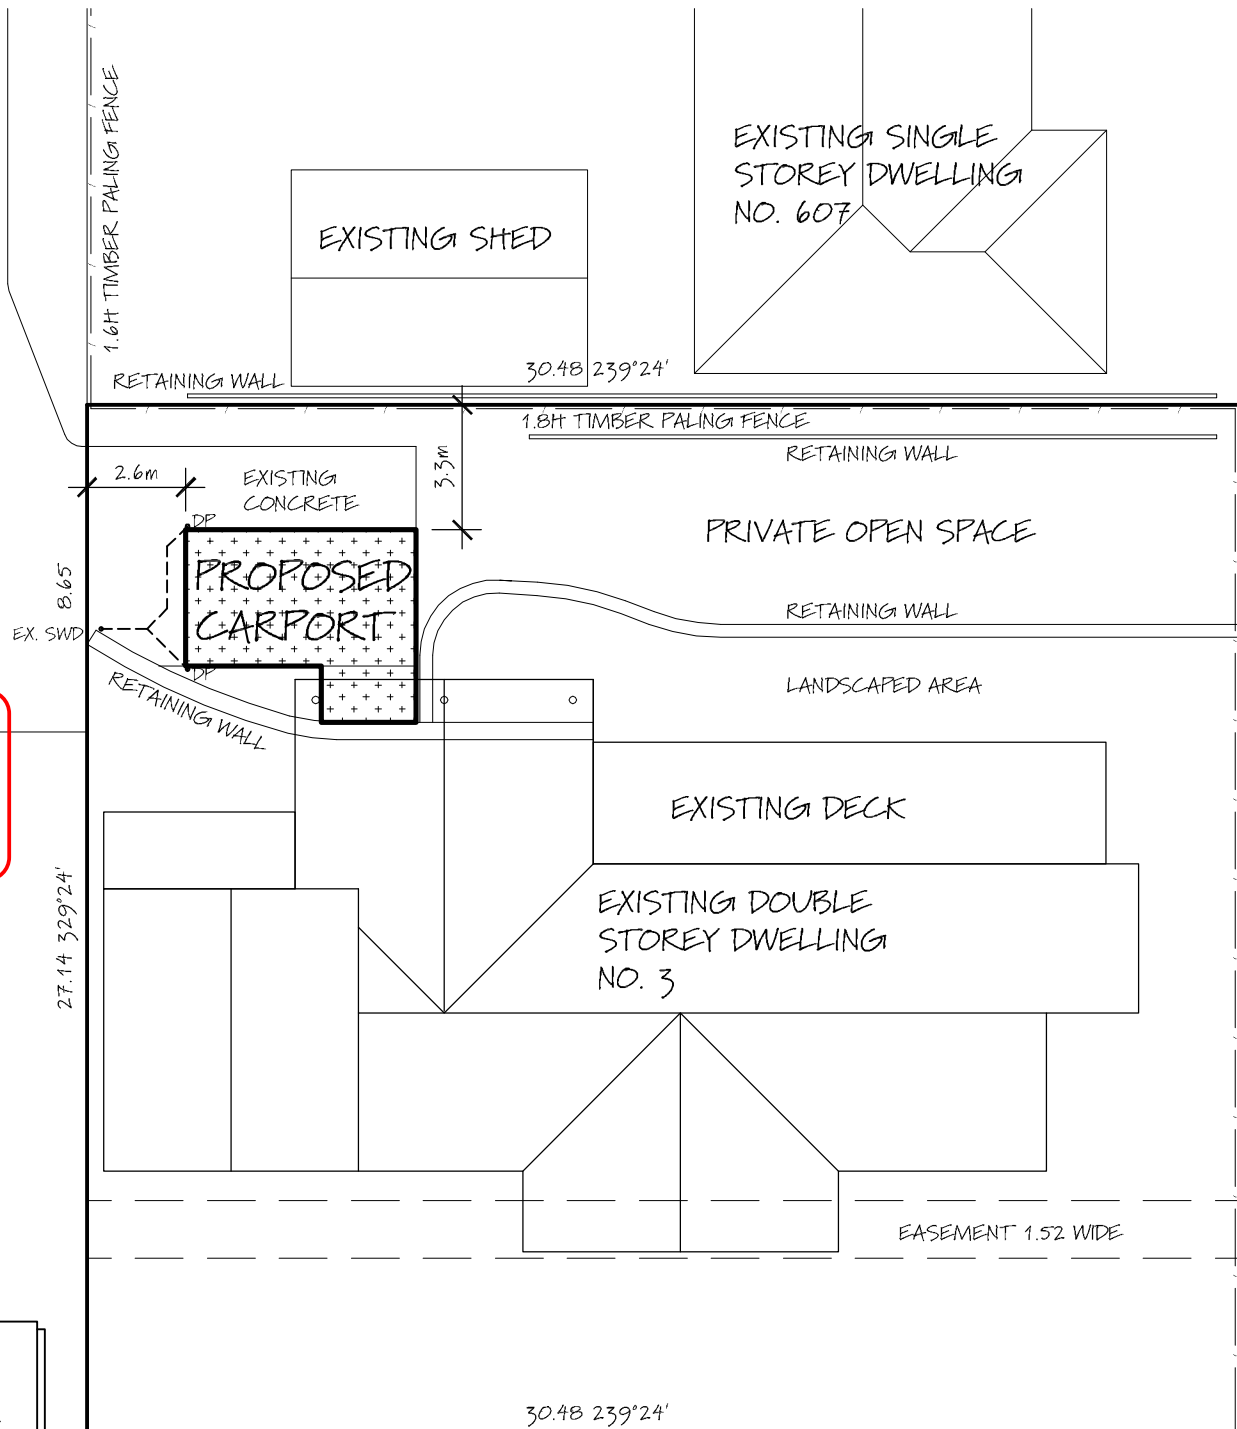 1.6H TIMBER PALING FENCE
EXISTING SINGLE
STOREY DWELLING
NO. 607
EXISTING SHED
30.48 239°24'
RETAINING WALL
1.8H TIMBER PALING FENCE
RETAINING WALL
2.6m
EXISTING
CONCRETE
3.3m
DP
PRIVATE OPEN SPACE
PROPOSED
CARPORT
8.65
RETAINING WALL
EX. SWD
DP
RETAINING WALL
LANDSCAPED AREA
EXISTING DECK
27.14 329°24'
EXISTING DOUBLE
STOREY DWELLING
NO. 3
EASEMENT 1.52 WIDE
30.48 239°24'